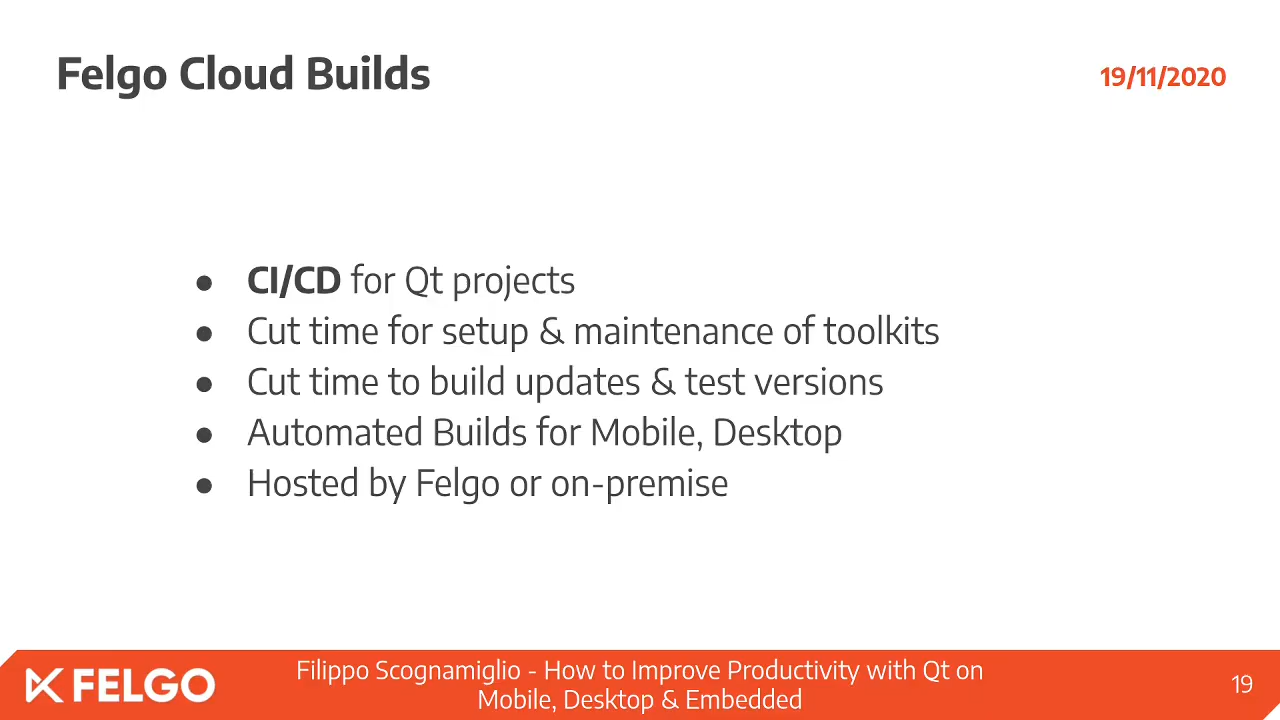 Felgo Cloud Builds
19/11/2020
● CI/CD for Qt projects
● Cut time for setup & maintenance of toolkits
● Cut time to build updates & test versions
● Automated Builds for Mobile, Desktop
● Hosted by Felgo or on-premise
FELGO
Filippo Scognamiglio - How to Improve Productivity with Qt on
Mobile, Desktop & Embedded
19